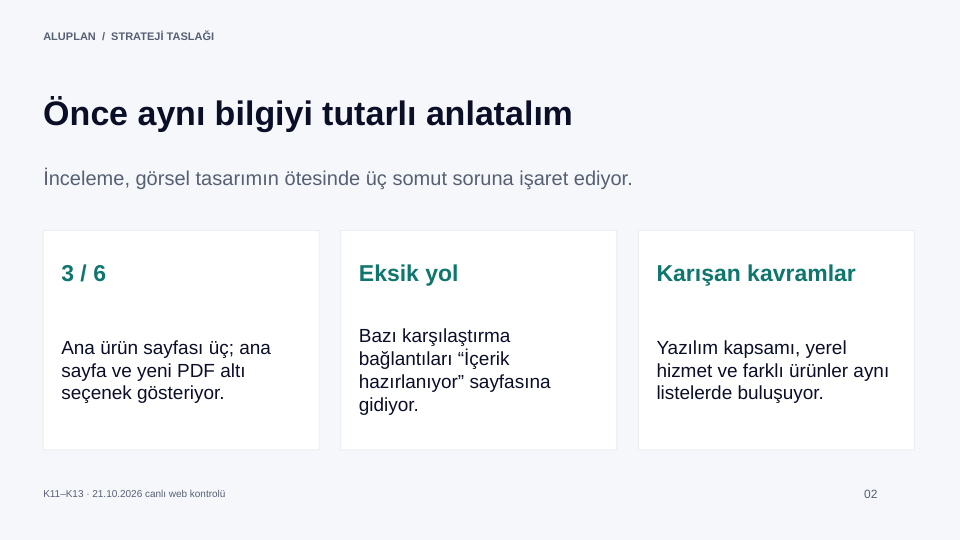 ALUPLAN / STRATEJİ TASLAĞI
Önce aynı bilgiyi tutarlı anlatalım
İnceleme, görsel tasarımın ötesinde üç somut soruna işaret ediyor.
3 / 6
Ana ürün sayfası üç; ana
sayfa ve yeni PDF altı
seçenek gösteriyor.
Eksik yol
Bazı karşılaştırma
bağlantıları “İçerik
hazırlanıyor” sayfasına
gidiyor.
Karışan kavramlar
Yazılım kapsamı, yerel
hizmet ve farklı ürünler aynı
listelerde buluşuyor.
K11–K13 · 21.10.2026 canlı web kontrolü
02